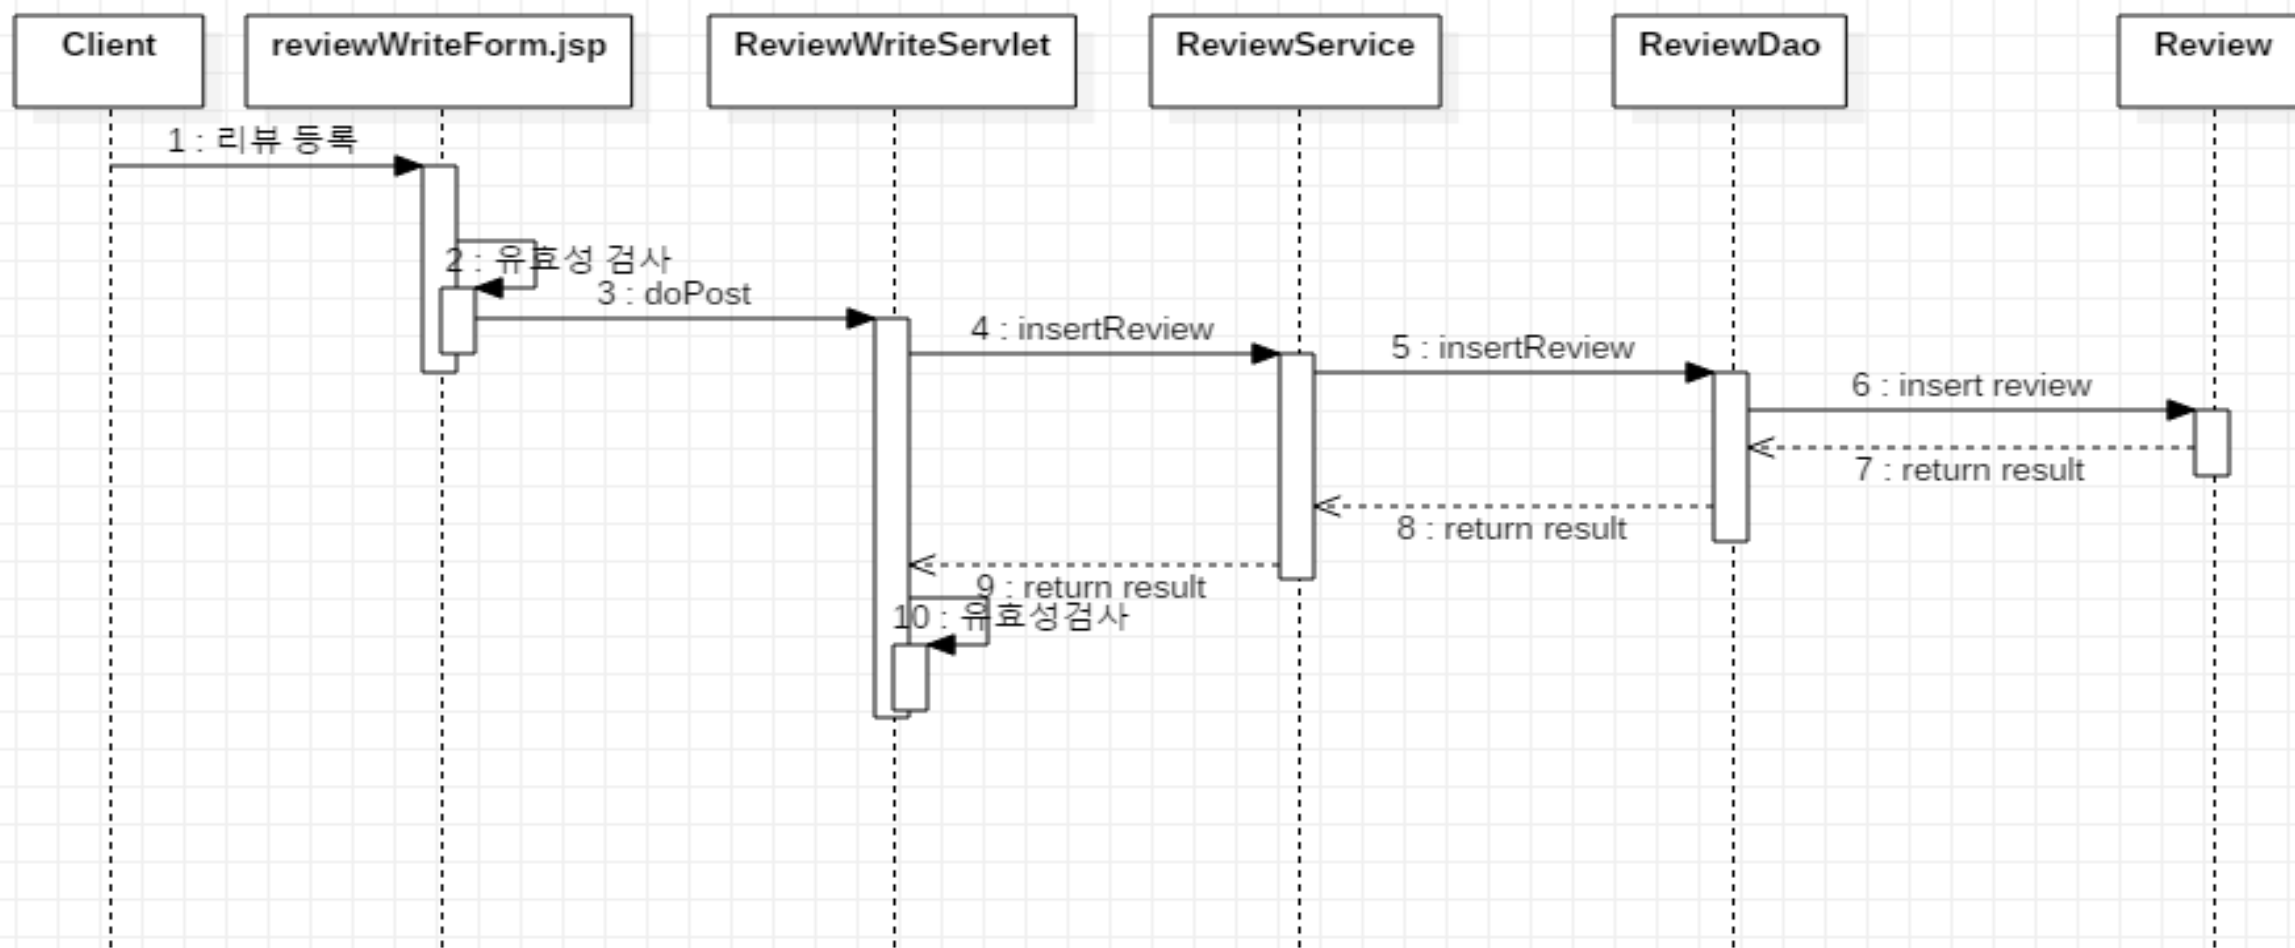 Client
reviewWriteForm.jsp
ReviewWriteServlet
ReviewService
ReviewDao
Review
1 : 리뷰 등록
2 : 유효성 검사
3 : doPost
4 : insertReview
5 : insertReview
6 : insert review
7 : return result
8 : return result
9 : return result
10 : 유효성검사